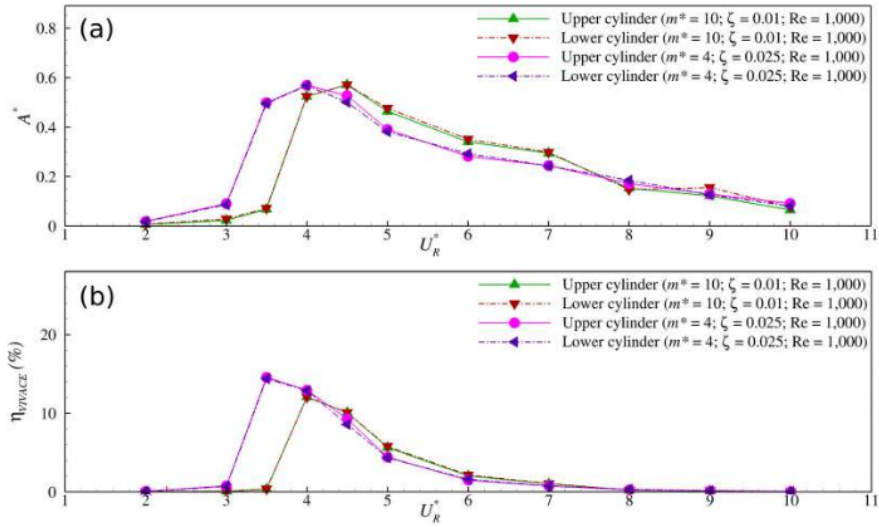 (a)
Upper cylinder (m* = 10; ζ = 0.01; Re = 1,000)
Lower cylinder (m* = 10; ζ = 0.01; Re = 1,000)
Upper cylinder (m* = 4; ζ = 0.025; Re = 1,000)
Lower cylinder (m* = 4; ζ = 0.025; Re = 1,000)
A*
0.8
0.6
0.4
0.2
0
1 2 3 4 5 6 7 8 9 10 11
U*R
(b)
Upper cylinder (m* = 10; ζ = 0.01; Re = 1,000)
Lower cylinder (m* = 10; ζ = 0.01; Re = 1,000)
Upper cylinder (m* = 4; ζ = 0.025; Re = 1,000)
Lower cylinder (m* = 4; ζ = 0.025; Re = 1,000)
ηVIVACE (%)
20
10
0
1 2 3 4 5 6 7 8 9 10 11
U*R